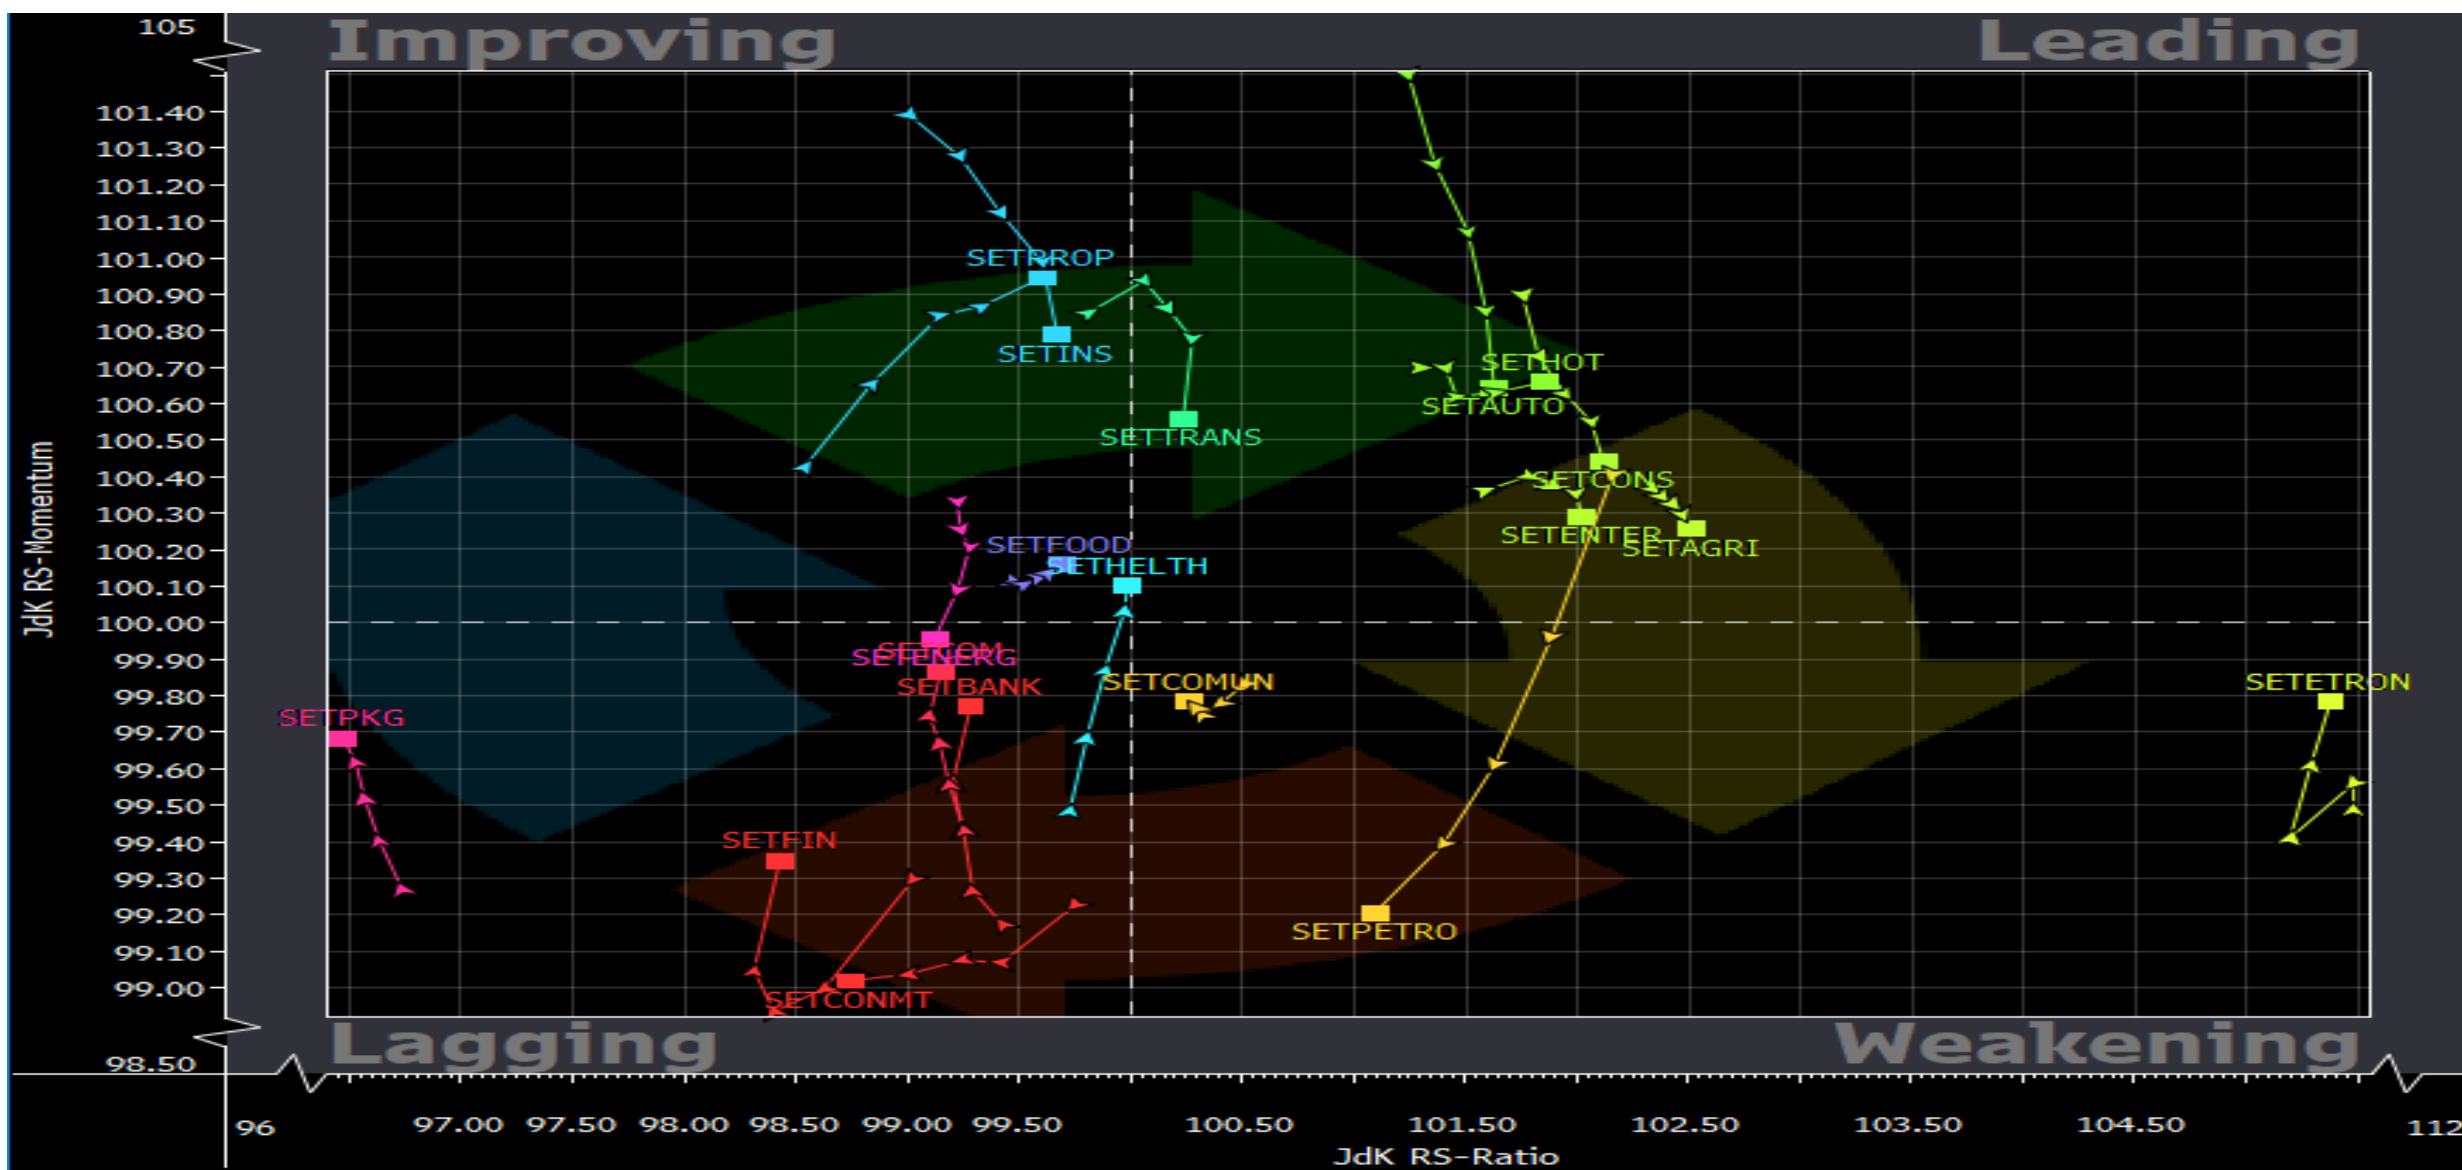 105
Improving
Leading
101.40
101.30
101.20
101.10
101.00
100.90
100.80
100.70
100.60
100.50
100.40
100.30
100.20
100.10
100.00
99.90
99.80
99.70
99.60
99.50
99.40
99.30
99.20
99.10
99.00
98.50
JdK RS-Momentum
SETPROP
SETINS
SETHOT
SETAUTO
SETTRANS
SETCONS
SETENTER
SETAGRI
SETFOOD
SETHELTH
SETCOM
SETENERG
SETBANK
SETCOMUN
SETETRON
SETPKG
SETFIN
SETPETRO
SETCONMT
Lagging
Weakening
96
97.00
97.50
98.00
98.50
99.00
99.50
100.50
101.50
102.50
103.50
104.50
112
JdK RS-Ratio